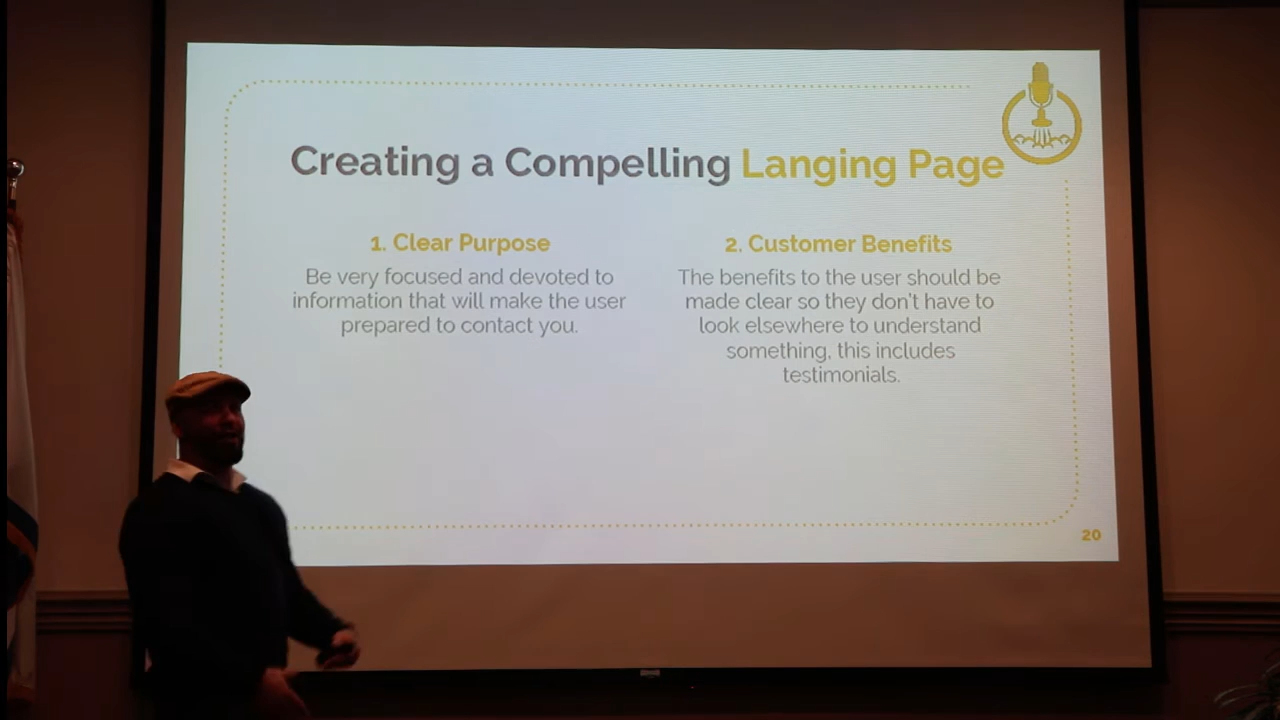 Creating a Compelling Langing Page
1. Clear Purpose
Be very focused and devoted to
information that will make the user
prepared to contact you.
2. Customer Benefits
The benefits to the user should be
made clear so they don't have to
look elsewhere to understand
something, this includes
testimonials.
20